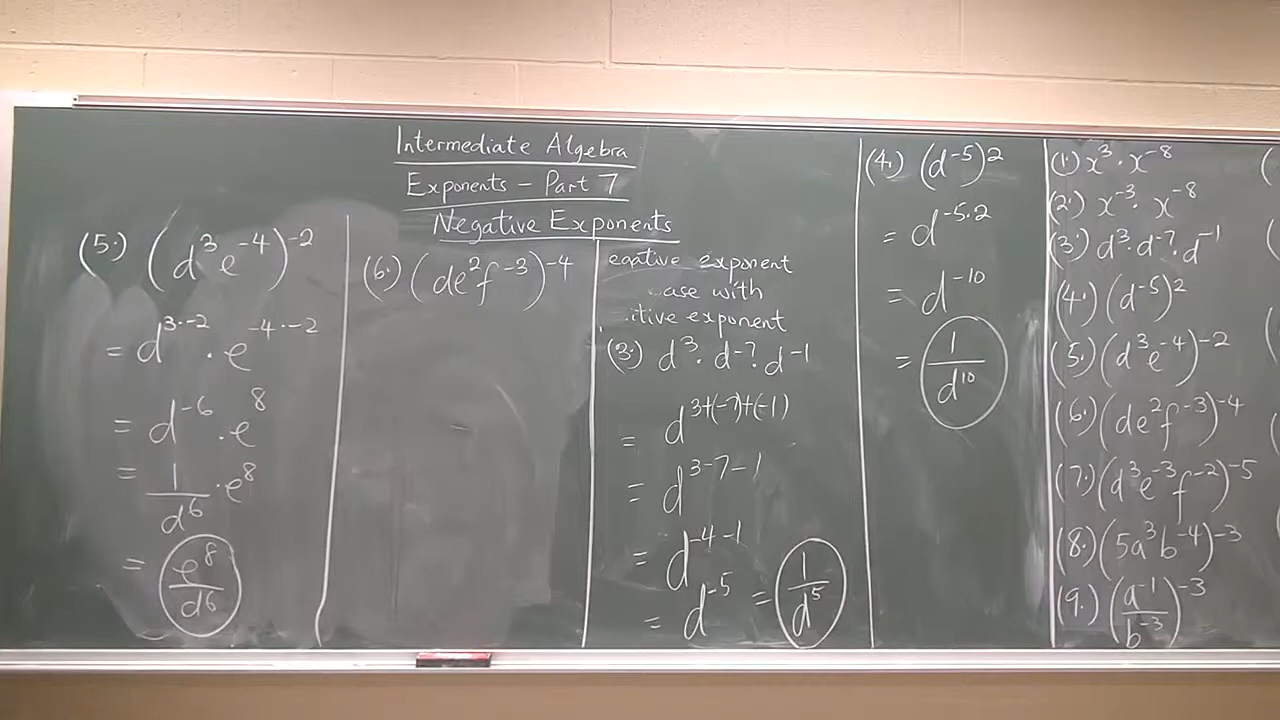 Intermediate Algebra
Exponents – Part 7
Negative Exponents
(5.) (d³e⁻⁴)⁻²
= d³·⁻² · e⁻⁴·⁻²
= d⁻⁶ · e⁸
= 1/d⁶ · e⁸
= e⁸/d⁶
(6.) (de²f⁻³)⁻⁴
egative exponent
ase with
itive exponent
(3.) d³ · d⁻⁷ · d⁻¹
= d³⁺⁽⁻⁷⁾⁺⁽⁻¹⁾
= d³⁻⁷⁻¹
= d⁻⁴⁻¹
= d⁻⁵ = 1/d⁵
(4.) (d⁻⁵)²
= d⁻⁵·²
= d⁻¹⁰
= 1/d¹⁰
(1.) x³ · x⁻⁸
(2.) x⁻³ · x⁻⁸
(3.) d³ · d⁻⁷ · d⁻¹
(4.) (d⁻⁵)²
(5.) (d³e⁻⁴)⁻²
(6.) (de²f⁻³)⁻⁴
(7.) (d³e⁻³f⁻²)⁻⁵
(8.) (5a³b⁻⁴)⁻³
(9.) (a⁻¹/b⁻³)⁻³